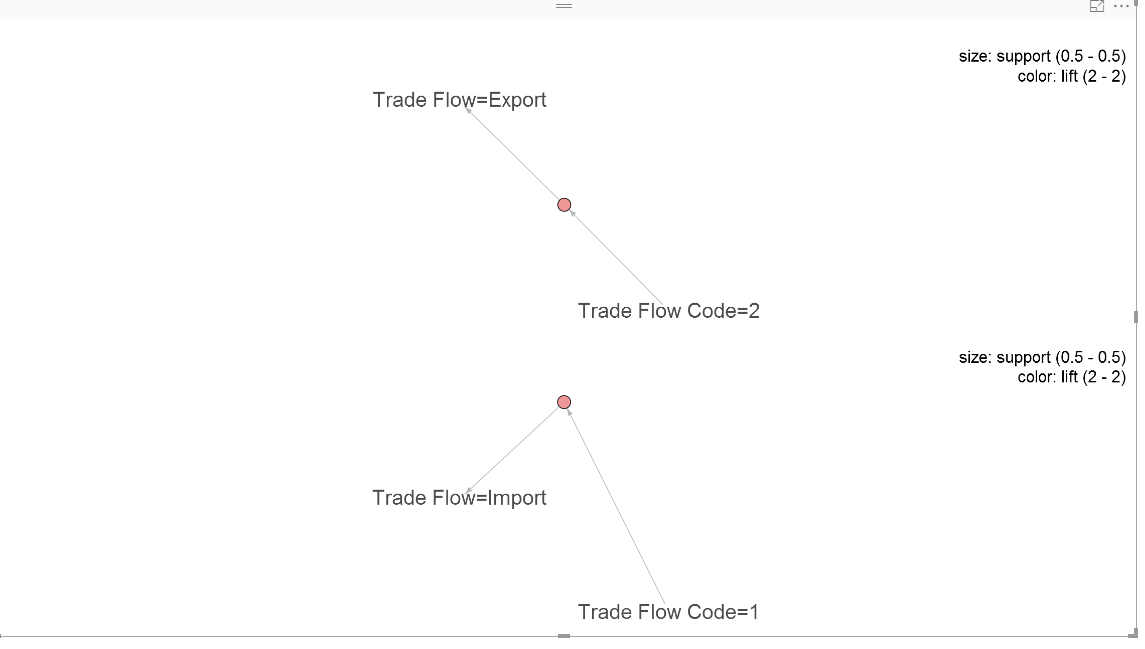 size: support (0.5 - 0.5)
color: lift (2 - 2)
Trade Flow=Export
Trade Flow Code=2
size: support (0.5 - 0.5)
color: lift (2 - 2)
Trade Flow=Import
Trade Flow Code=1